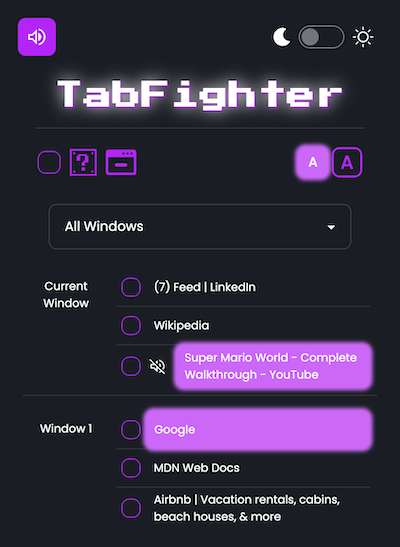 TabFighter
?
A A
All Windows
Current
Window
(7) Feed | LinkedIn
Wikipedia
Super Mario World - Complete
Walkthrough - YouTube
Window 1
Google
MDN Web Docs
Airbnb | Vacation rentals, cabins,
beach houses, & more